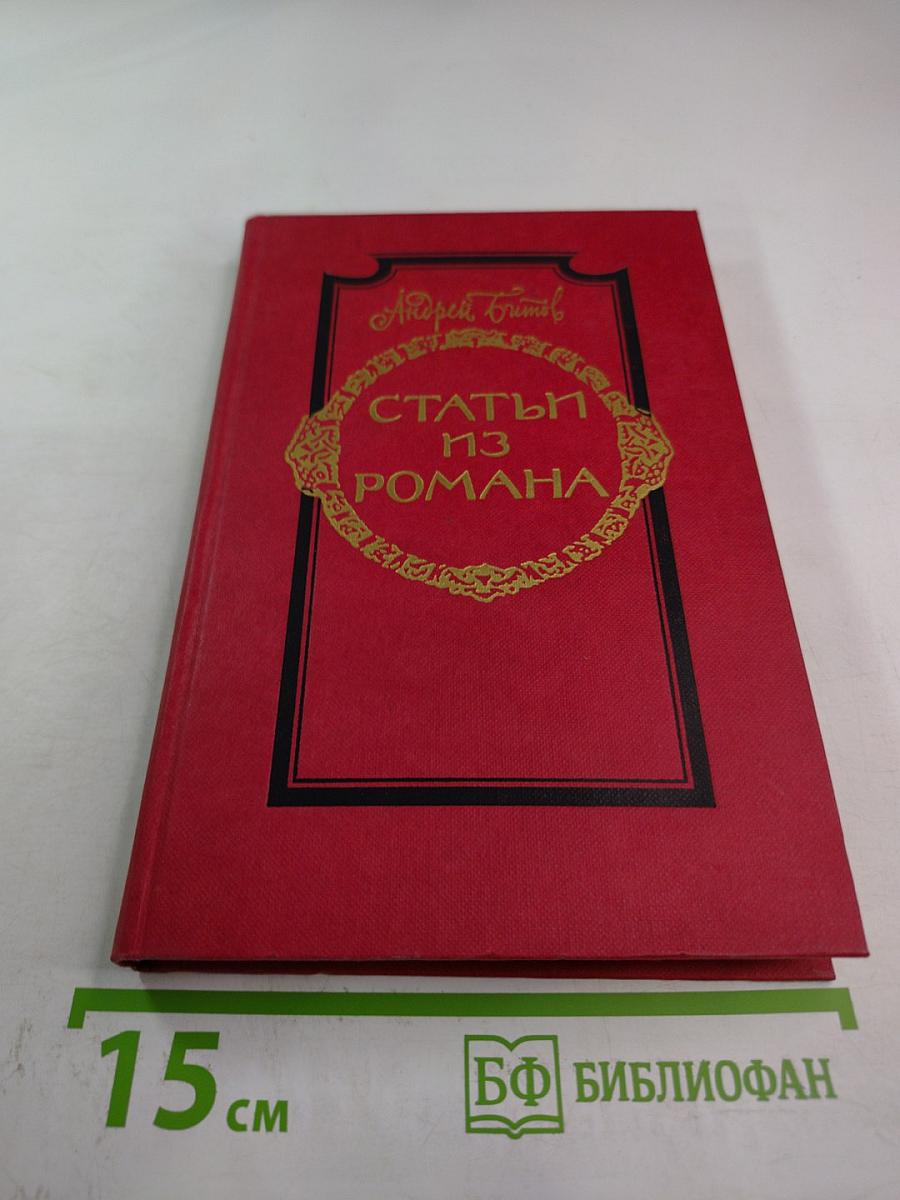 Андрей Битов
СТАТЬИ
ИЗ
РОМАНА
15 см
БФ БИБЛИОФАН